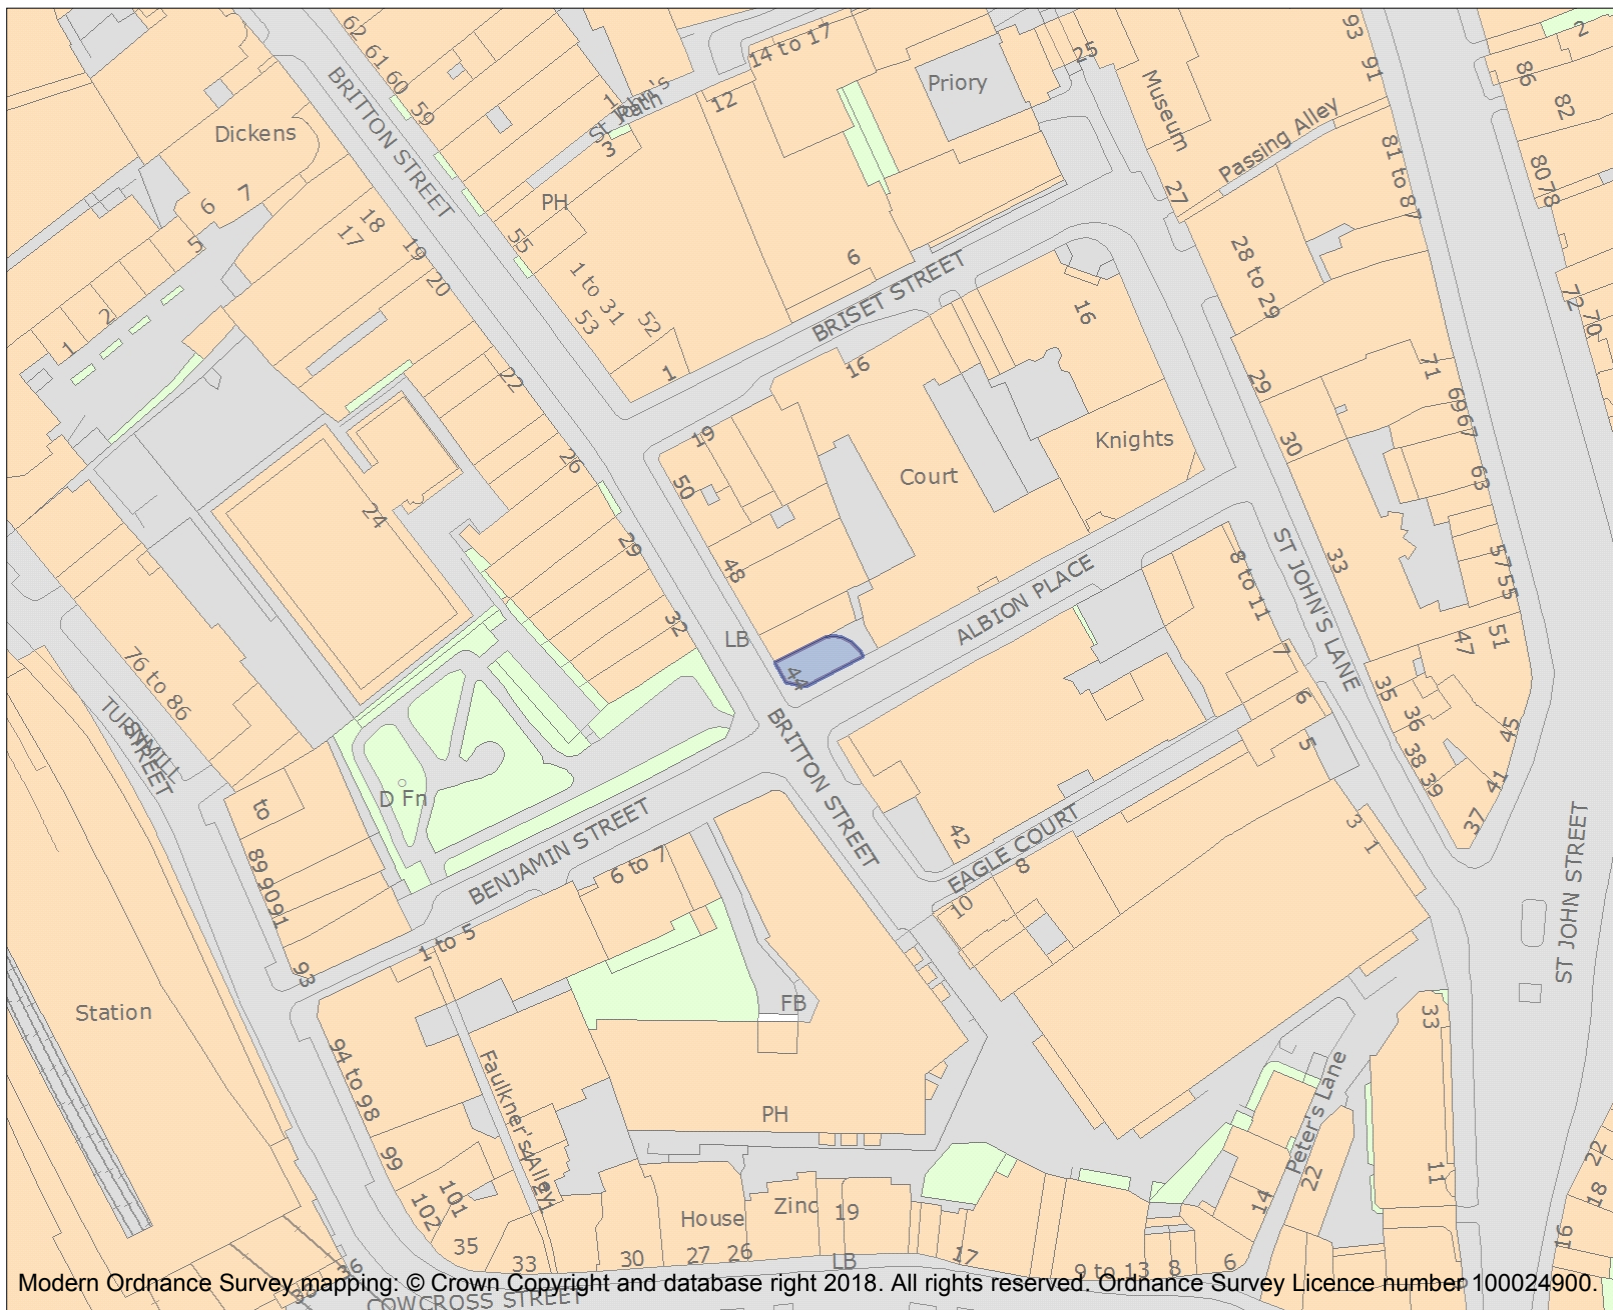 62
61
60
59
BRITTON STREET
Dickens
6
7
5
2
1
18
17
19
20
22
26
29
32
24
PH
55
1 to 31
53
52
1
St John's
Path
3
12
14 to 17
Priory
25
Museum
6
BRISET STREET
27
Passing Alley
28 to 29
93
91
81 to 87
86
82
80
78
2
72
70
71
69
67
63
57
55
51
47
45
41
37
16
16
Court
Knights
19
50
48
LB
44
ALBION PLACE
29
30
33
ST JOHN'S LANE
8 to 11
7
6
5
35
36
38
39
3
1
BRITTON STREET
42
EAGLE COURT
8
10
ST JOHN STREET
76 to 86
TURNMILL
STREET
to
89
90
91
93
D Fn
BENJAMIN STREET
6 to 7
1 to 5
Station
94 to 98
99
101
102
Faulkner's Alley
FB
PH
House
Zinc
19
35
33
30
27
26
LB
17
9 to 13
8
6
14
22
Peter's Lane
33
11
22
18
16
36
COWCROSS STREET
Modern Ordnance Survey mapping: © Crown Copyright and database right 2018. All rights reserved. Ordnance Survey Licence number 100024900.